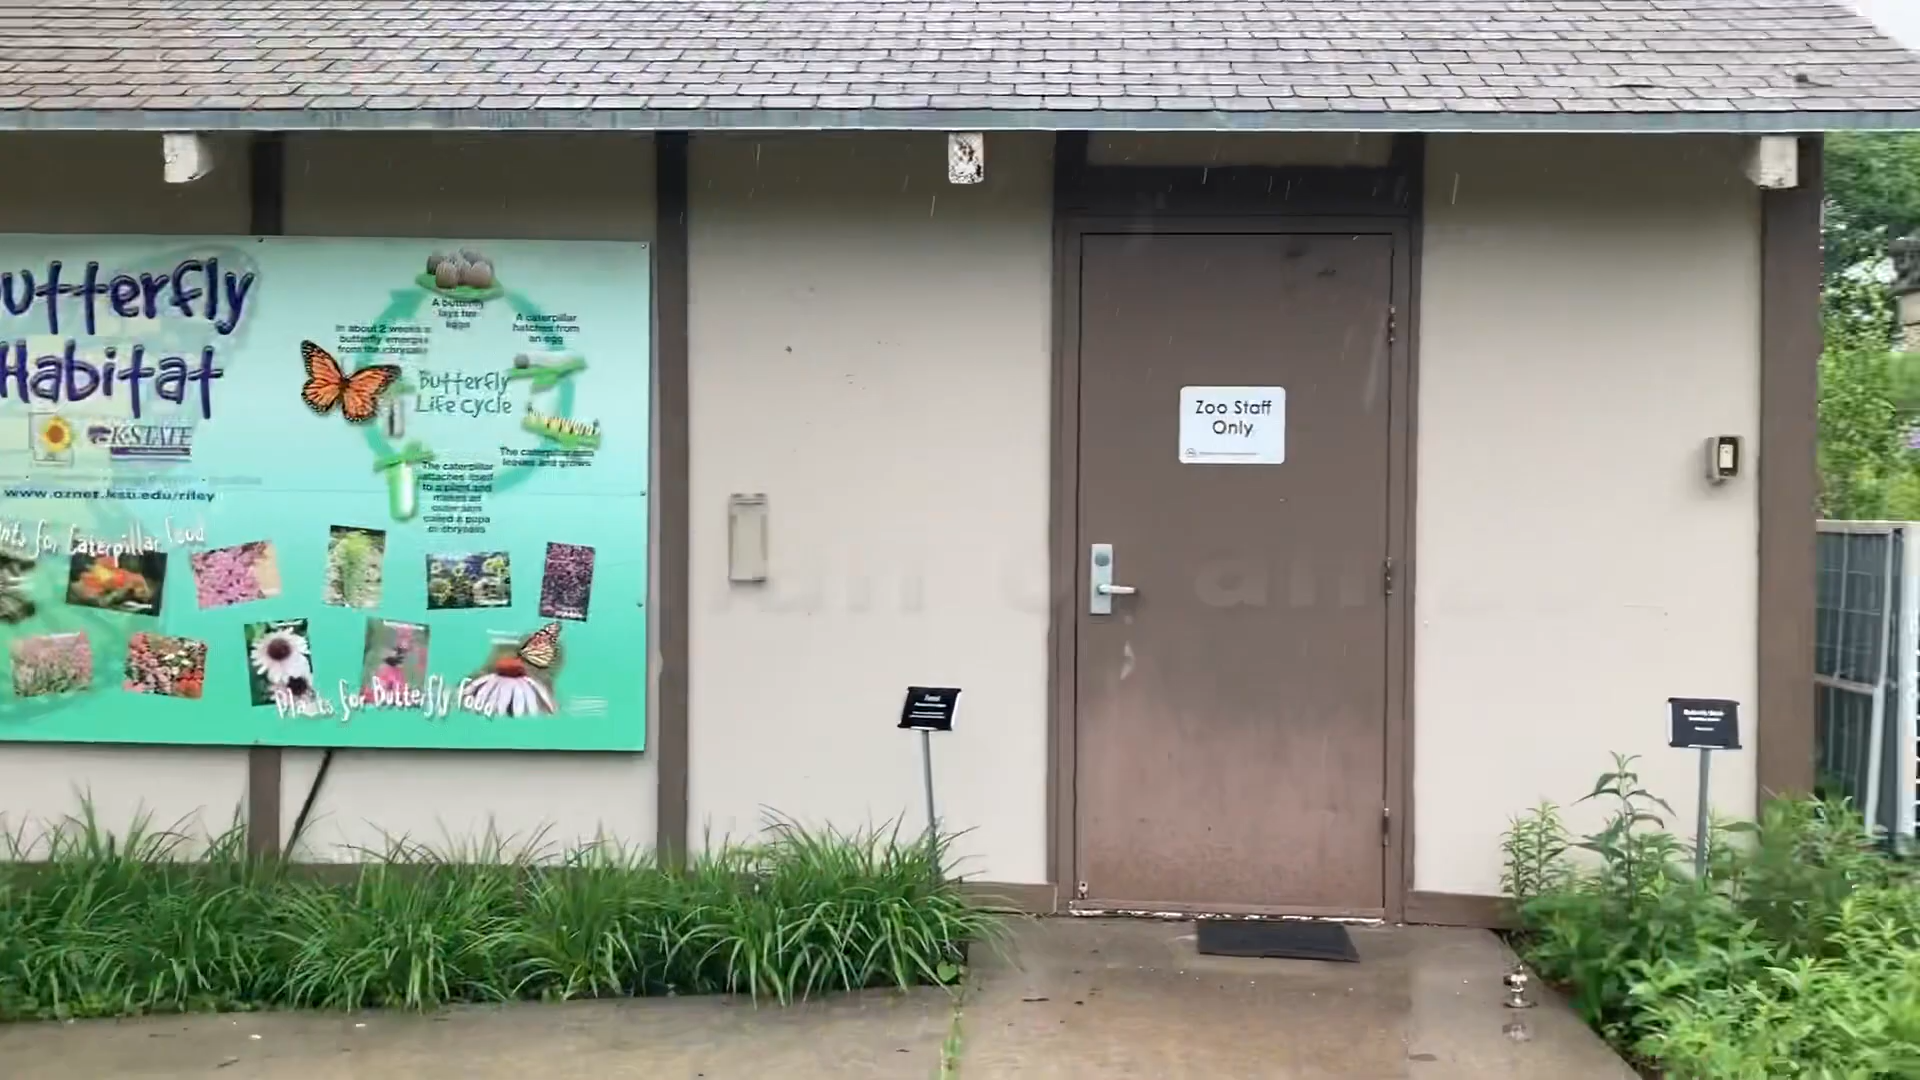 utterfly
Habitat
K-STATE
www.oznet.ksu.edu/riley
nts for Caterpillar Food
A butterfly
lays her
eggs
A caterpillar
hatches from
an egg
In about 2 weeks a
butterfly emerges
from the chrysalis
Butterfly
Life cycle
The caterpillar eats
leaves and grows
The caterpillar
attaches itself
to a plant and
makes an
outer skin
called a pupa
or chrysalis
Plants for Butterfly Food
Zoo Staff
Only